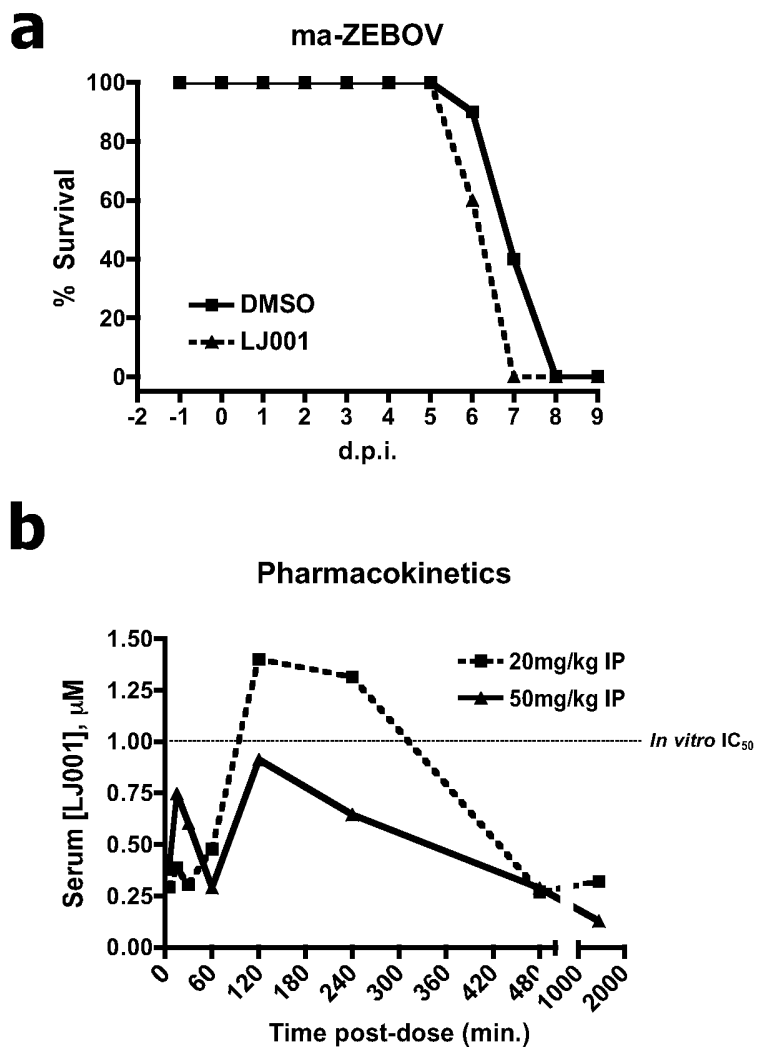 a
ma-ZEBOV
100
80
60
40
20
0
% Survival
DMSO
LJ001
-2 -1 0 1 2 3 4 5 6 7 8 9
d.p.i.
b
Pharmacokinetics
1.50
1.25
1.00
0.75
0.50
0.25
0.00
Serum [LJ001], μM
20mg/kg IP
50mg/kg IP
In vitro IC50
0 60 120 180 240 300 360 420 480 1000 2000
Time post-dose (min.)